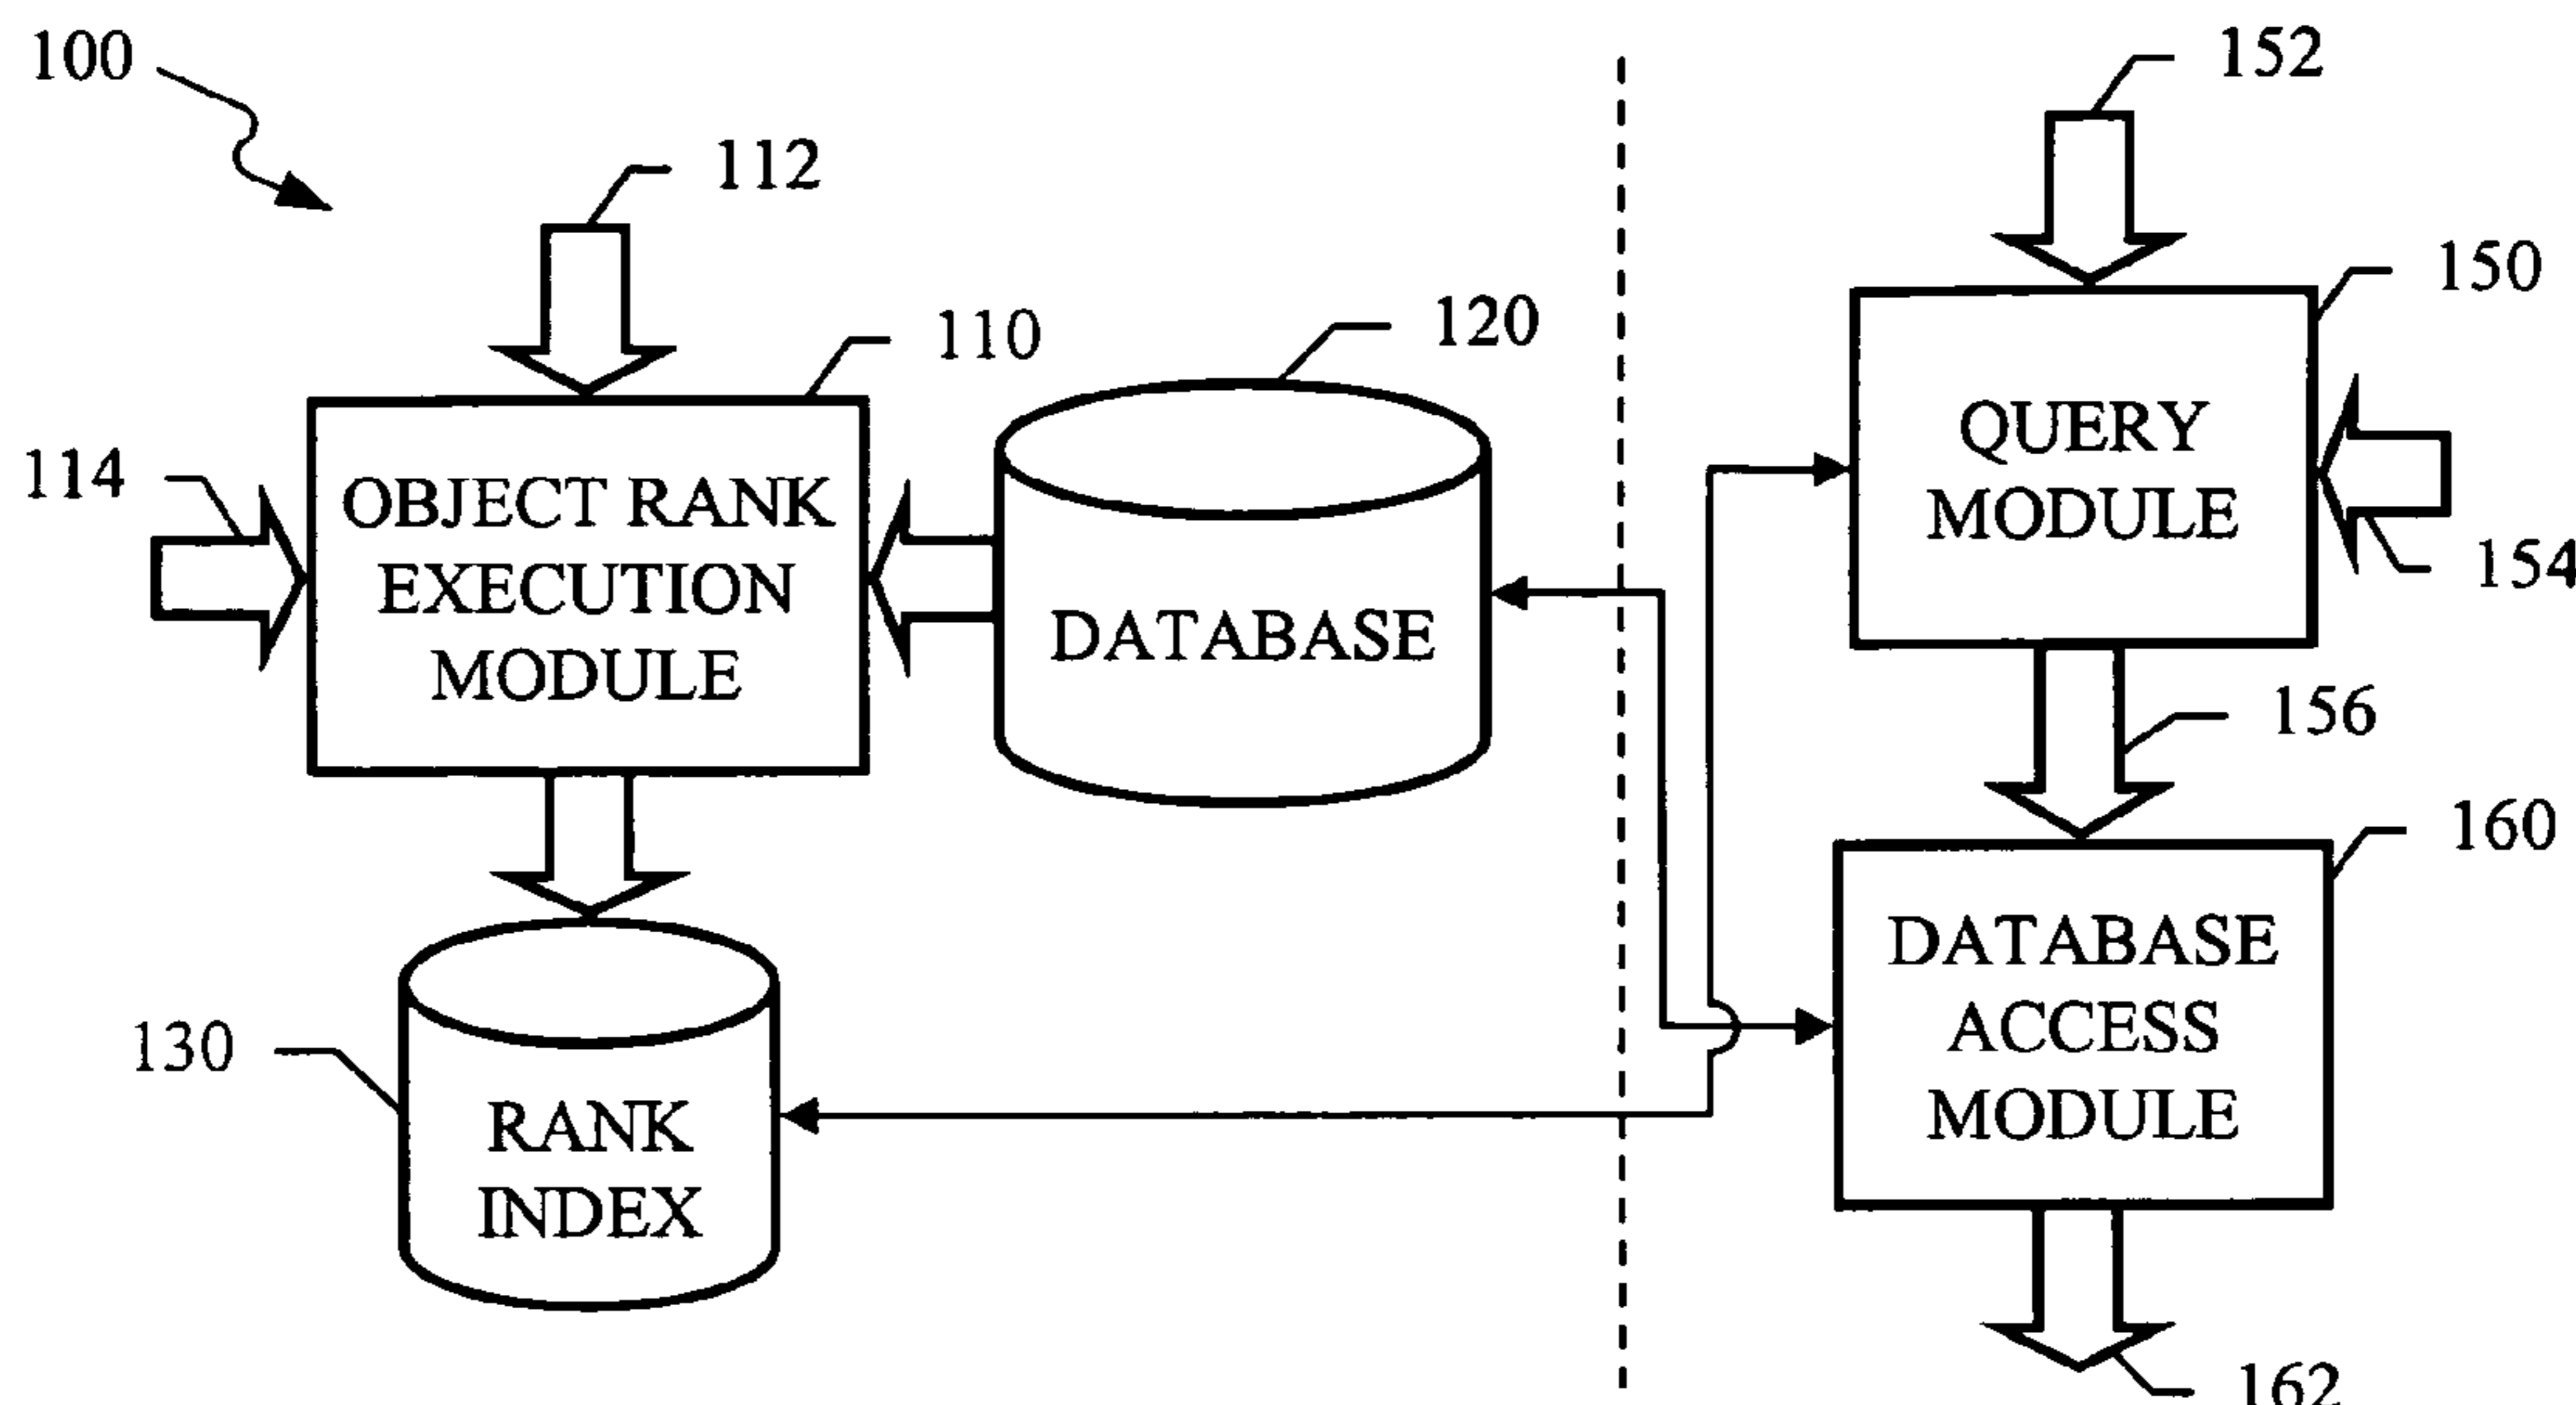 100
152
112
150
110
120
QUERY
MODULE
114
OBJECT RANK
EXECUTION
MODULE
154
DATABASE
156
160
DATABASE
ACCESS
MODULE
130
RANK
INDEX
162